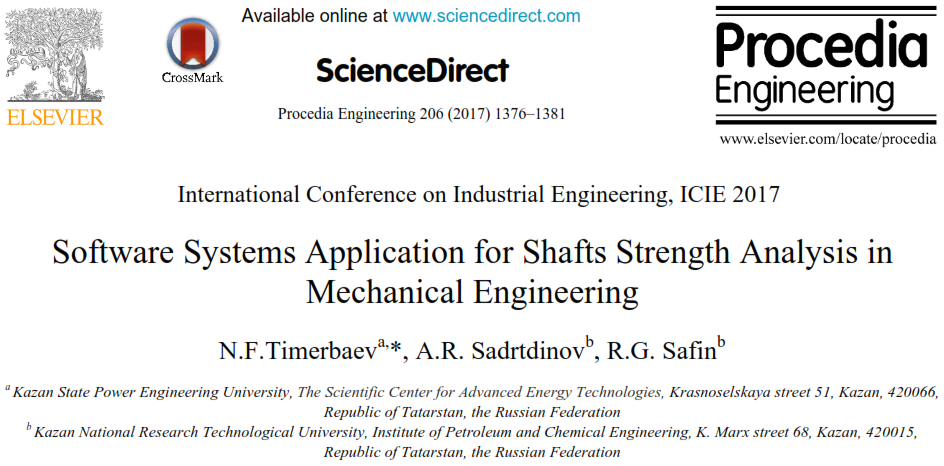 Available online at www.sciencedirect.com
CrossMark
ScienceDirect
Procedia
Engineering
ELSEVIER
Procedia Engineering 206 (2017) 1376–1381
www.elsevier.com/locate/procedia
International Conference on Industrial Engineering, ICIE 2017
Software Systems Application for Shafts Strength Analysis in
Mechanical Engineering
N.F.Timerbaevᵃ,*, A.R. Sadrtdinovᵇ, R.G. Safinᵇ
ᵃ Kazan State Power Engineering University, The Scientific Center for Advanced Energy Technologies, Krasnoselskaya street 51, Kazan, 420066,
Republic of Tatarstan, the Russian Federation
ᵇ Kazan National Research Technological University, Institute of Petroleum and Chemical Engineering, K. Marx street 68, Kazan, 420015,
Republic of Tatarstan, the Russian Federation